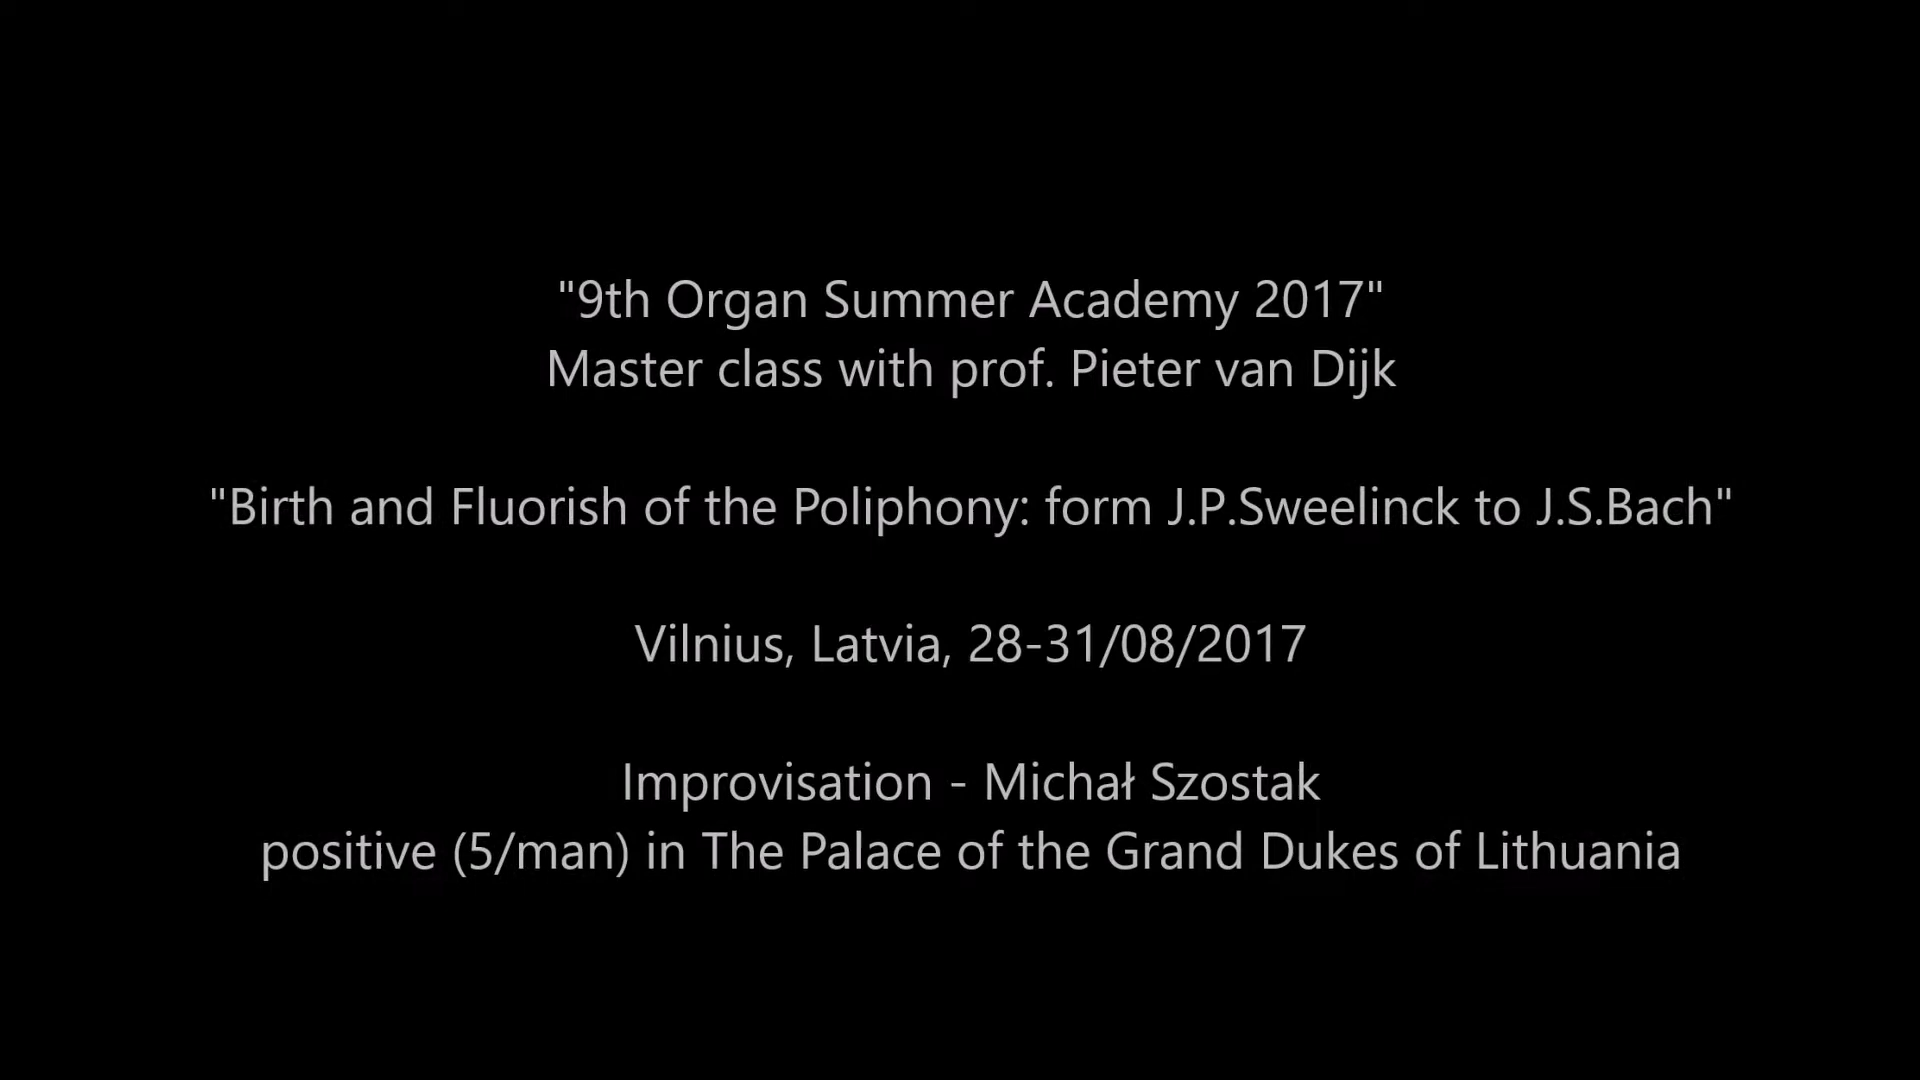 "9th Organ Summer Academy 2017"
Master class with prof. Pieter van Dijk
"Birth and Fluorish of the Poliphony: form J.P.Sweelinck to J.S.Bach"
Vilnius, Latvia, 28-31/08/2017
Improvisation - Michał Szostak
positive (5/man) in The Palace of the Grand Dukes of Lithuania